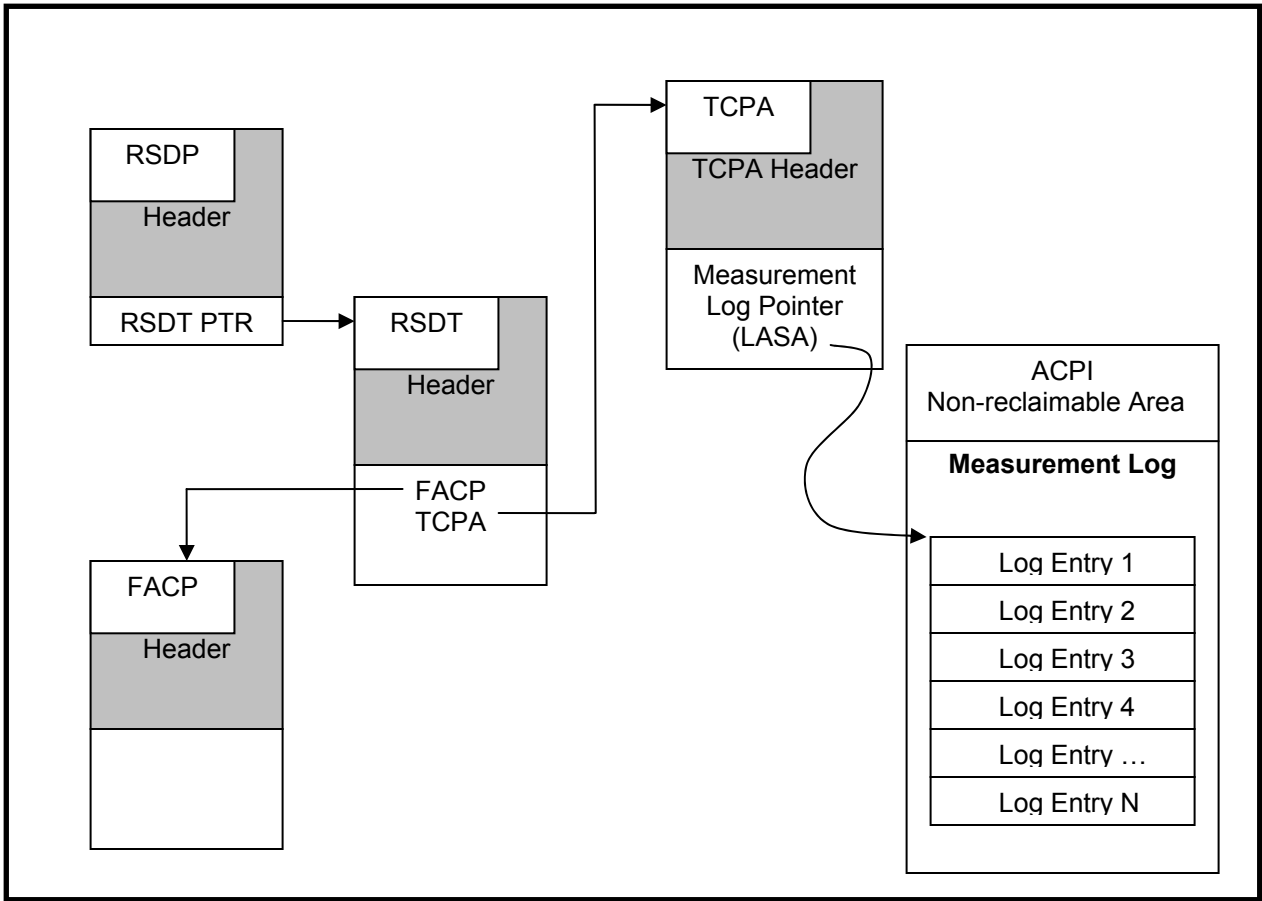 RSDP
Header
RSDT PTR
RSDT
Header
FACP
TCPA
FACP
Header
TCPA
TCPA Header
Measurement
Log Pointer
(LASA)
ACPI
Non-reclaimable Area
Measurement Log
Log Entry 1
Log Entry 2
Log Entry 3
Log Entry 4
Log Entry …
Log Entry N